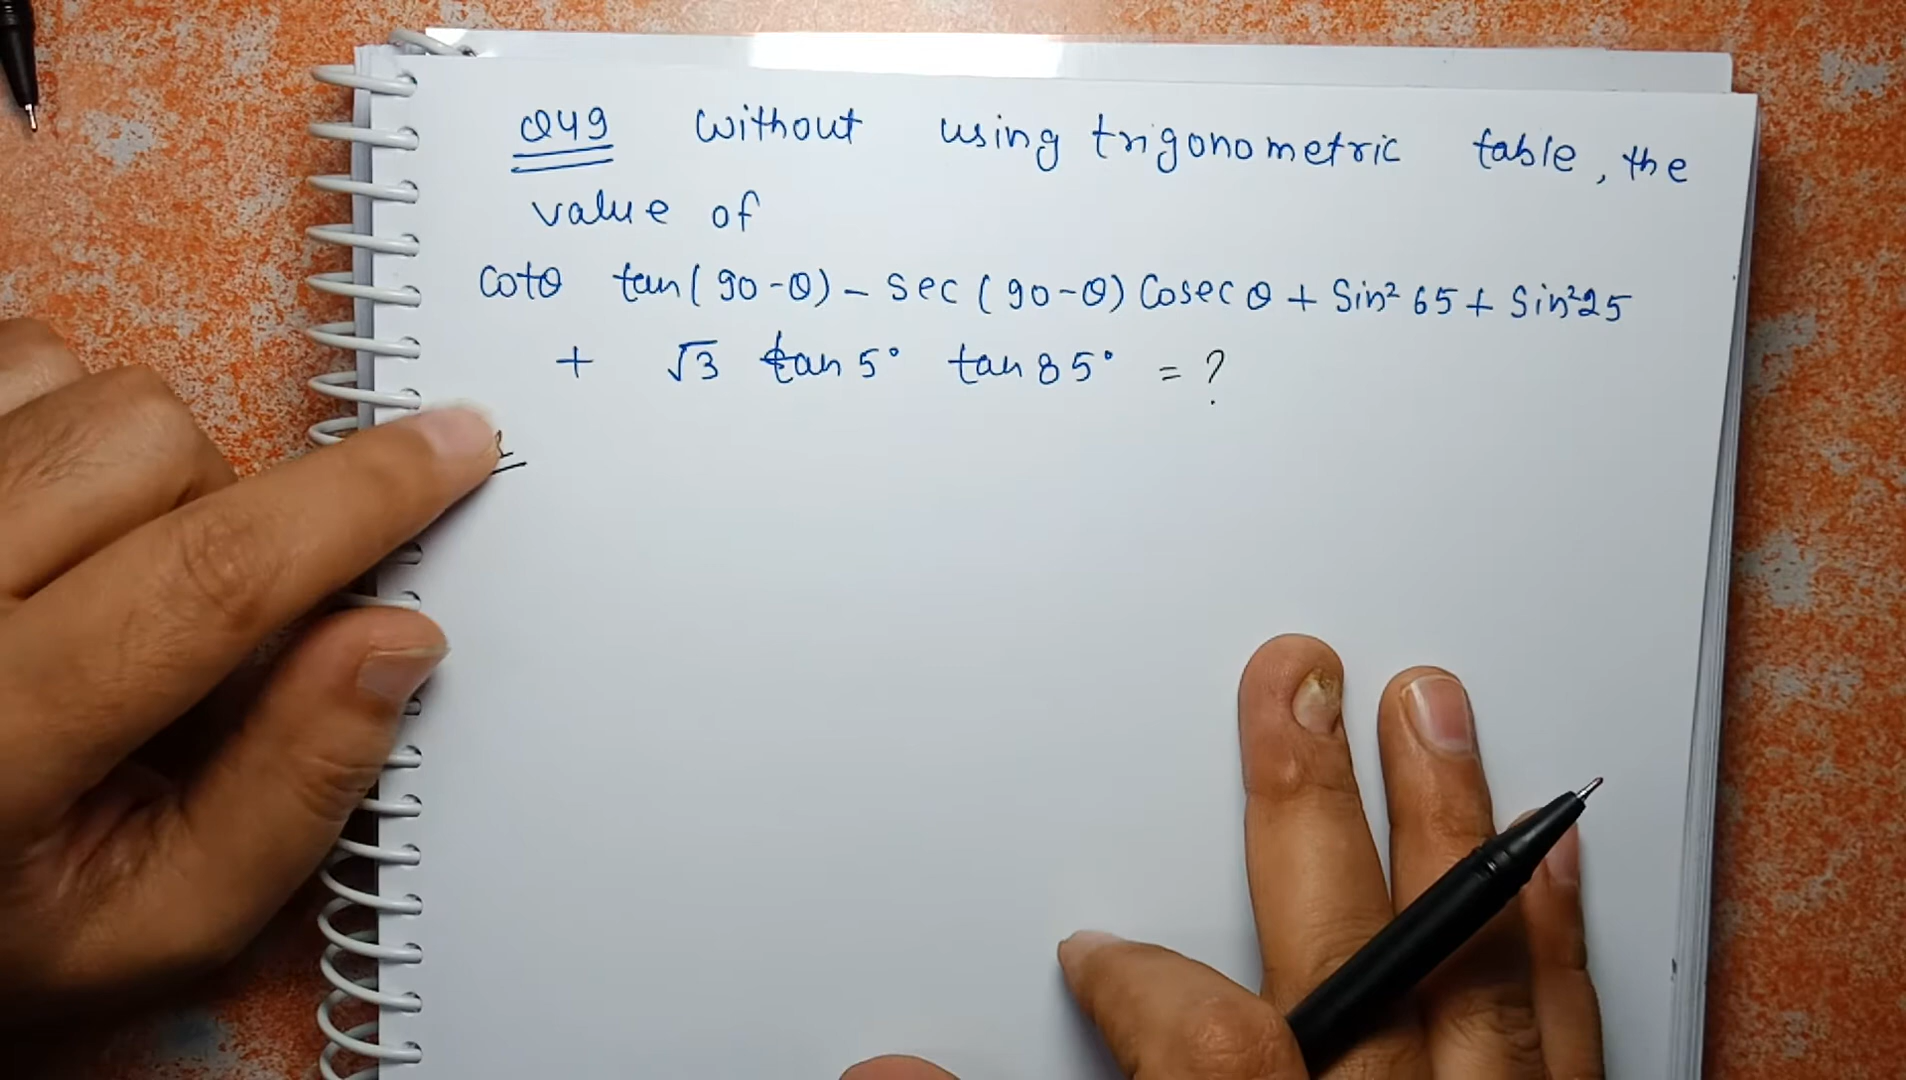 Q49 without using trigonometric table, the
value of
cotθ tan(90-θ) - sec(90-θ) Cosec θ + Sin² 65 + Sin²25
+ √3 tan 5° tan 85° = ?